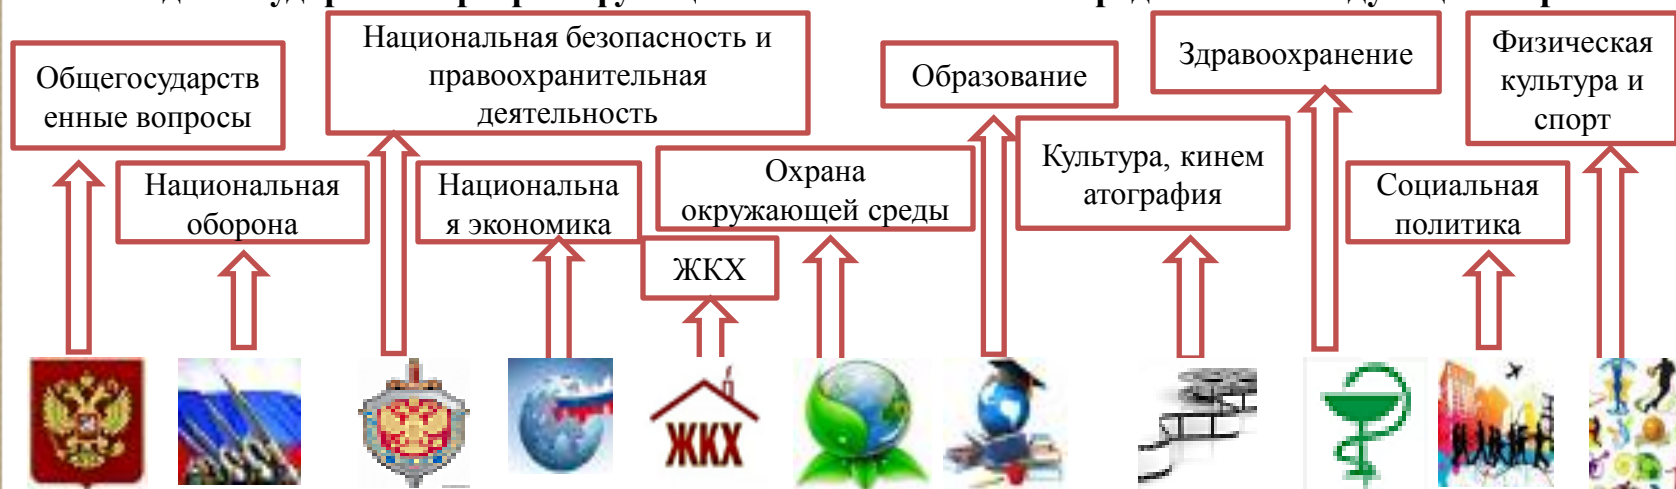 Общегосударств
енные вопросы
Национальная
оборона
Национальная безопасность и
правоохранительная
деятельность
Национальна
я экономика
ЖКХ
Охрана
окружающей среды
Образование
Культура, кинем
атография
Здравоохранение
Социальная
политика
Физическая
культура и
спорт
ЖКХ